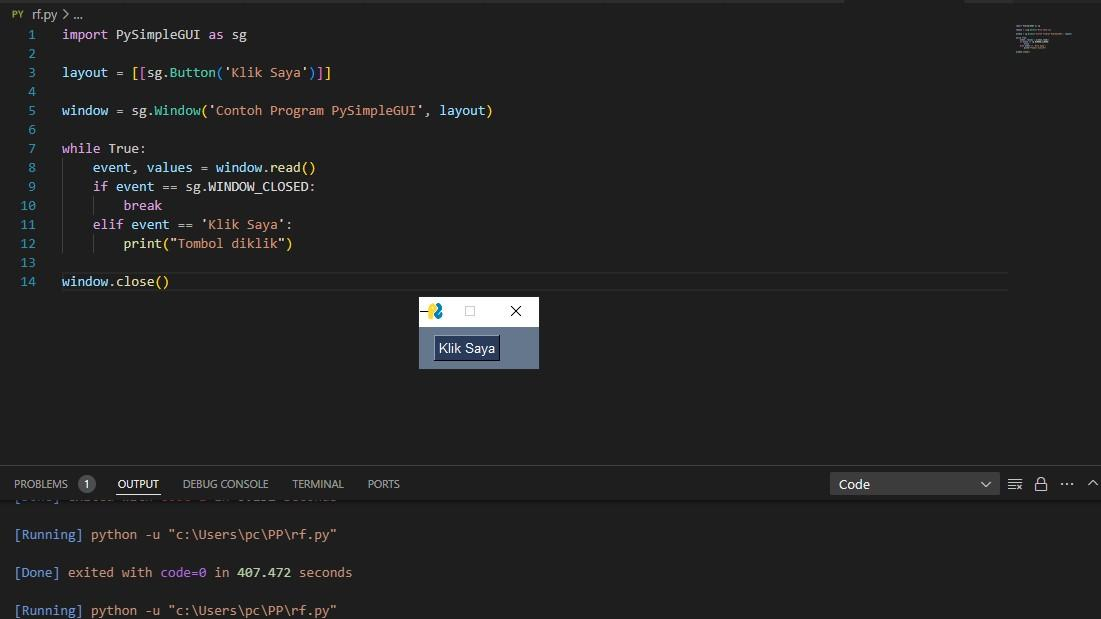 PY rf.py > ...
1 import PySimpleGUI as sg
2
3 layout = [[sg.Button('Klik Saya')]]
4
5 window = sg.Window('Contoh Program PySimpleGUI', layout)
6
7 while True:
8     event, values = window.read()
9     if event == sg.WINDOW_CLOSED:
10         break
11     elif event == 'Klik Saya':
12         print("Tombol diklik")
13
14 window.close()
Klik Saya
PROBLEMS 1 OUTPUT DEBUG CONSOLE TERMINAL PORTS Code ...
[Running] python -u "c:\Users\pc\PP\rf.py"
[Done] exited with code=0 in 407.472 seconds
[Running] python -u "c:\Users\pc\PP\rf.py"